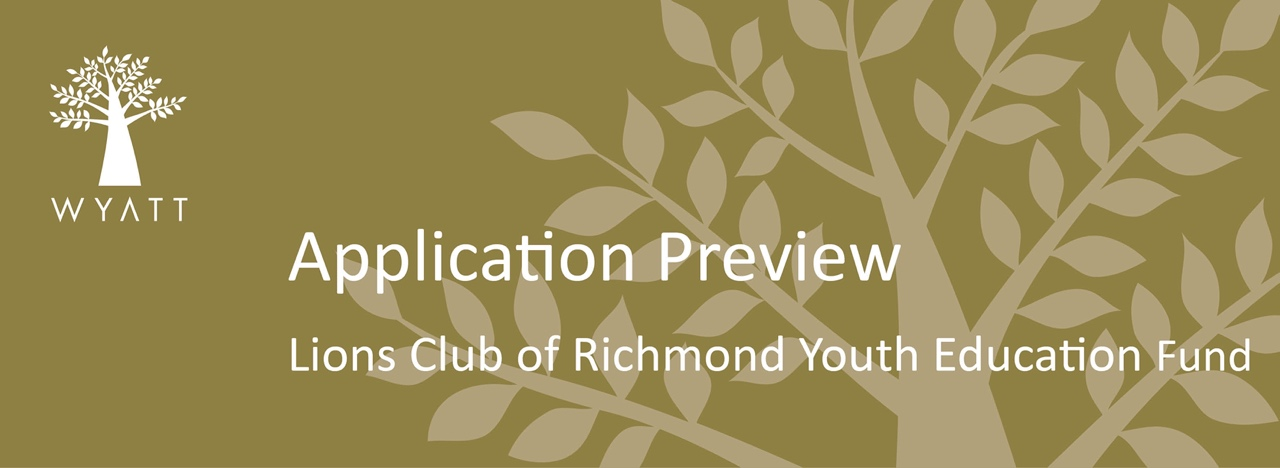 WYATT
Application Preview
Lions Club of Richmond Youth Education Fund